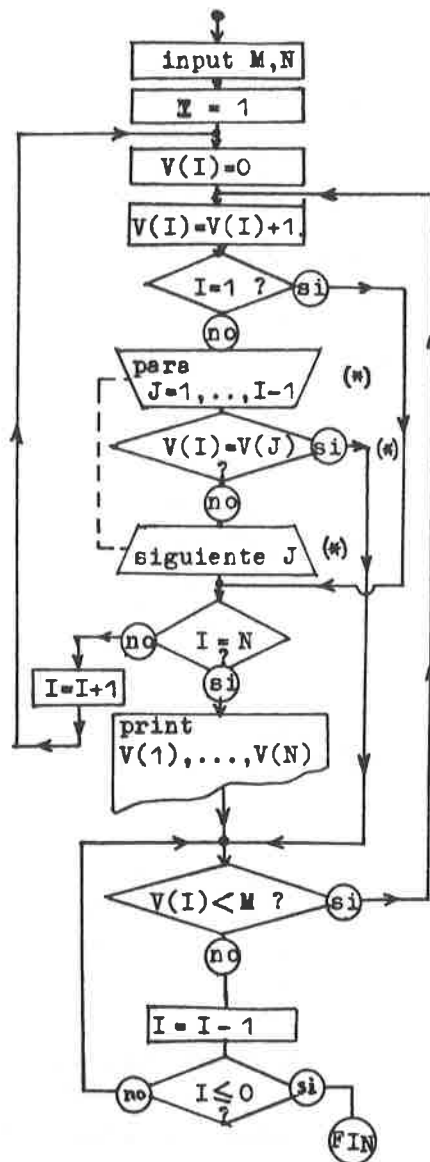 input M,N
I = 1
V(I)=0
V(I)=V(I)+1
I=1 ?
si
no
para
J=1,..,I-1
(*)
V(I)=V(J)
?
si
(*)
no
siguiente J
(*)
I = N
?
no
si
I=I+1
print
V(1),...,V(N)
V(I)<M ?
si
no
I = I-1
I≤0
?
no
si
FIN